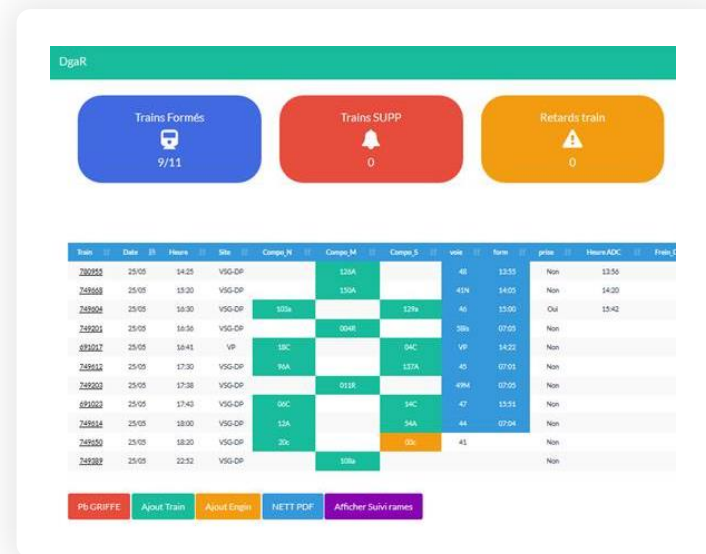 DgaR
Trains Formés Trains SUPP Retards train
9/11 0 0
Train Date Heure Site Compo_N Compo_M Compo_S voie form prise Heure ADC Frein_D
780955 25/05 14:25 VSG-DP 126A 48 13:55 Non 13:56
749668 25/05 15:20 VSG-DP 150A 41N 14:05 Non 14:20
749604 25/05 16:30 VSG-DP 129a 46 15:00 Oui 15:42
749201 25/05 16:36 VSG-DP 004R 07:05 Non
691017 25/05 16:41 VP 18C 04C VP 14:22 Non
749612 25/05 17:30 VSG-DP 96A 137A 45 07:01 Non
749203 25/05 17:38 VSG-DP 011R 49M 07:05 Non
691023 25/05 17:43 VSG-DP 06C 14C 47 15:51 Non
749614 25/05 18:00 VSG-DP 12A 54A 44 07:04 Non
749650 25/05 18:20 VSG-DP 20c 41 Non
749389 25/05 22:52 VSG-DP 108a Non
Pb GRIFFE Ajout Train Ajout Engin NETT PDF Afficher Suivi rames